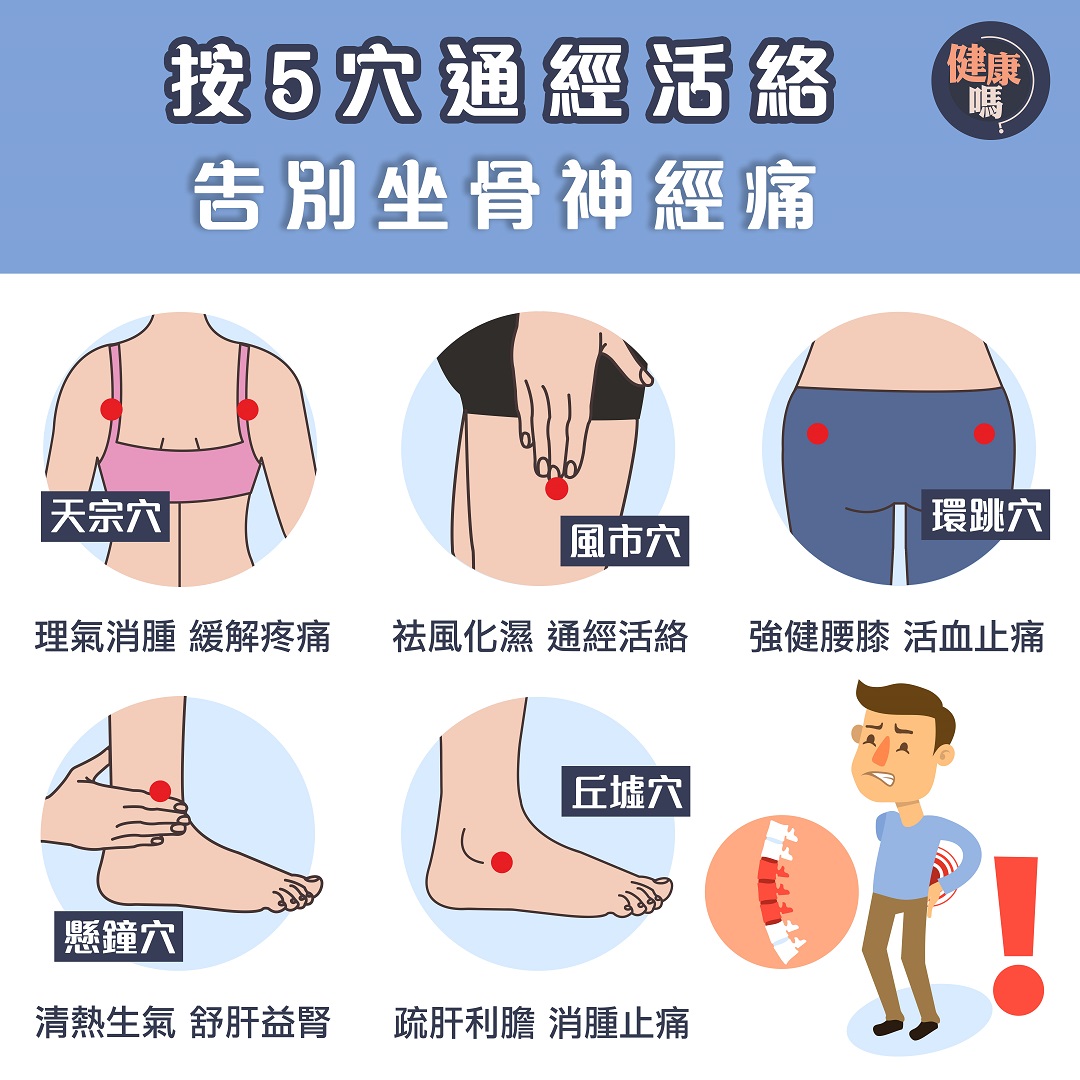 按5穴通經活絡
健康
嗎?
告別坐骨神經痛
天宗穴
理氣消腫 緩解疼痛
風市穴
祛風化濕 通經活絡
環跳穴
強健腰膝 活血止痛
懸鐘穴
清熱生氣 舒肝益腎
丘墟穴
疏肝利膽 消腫止痛